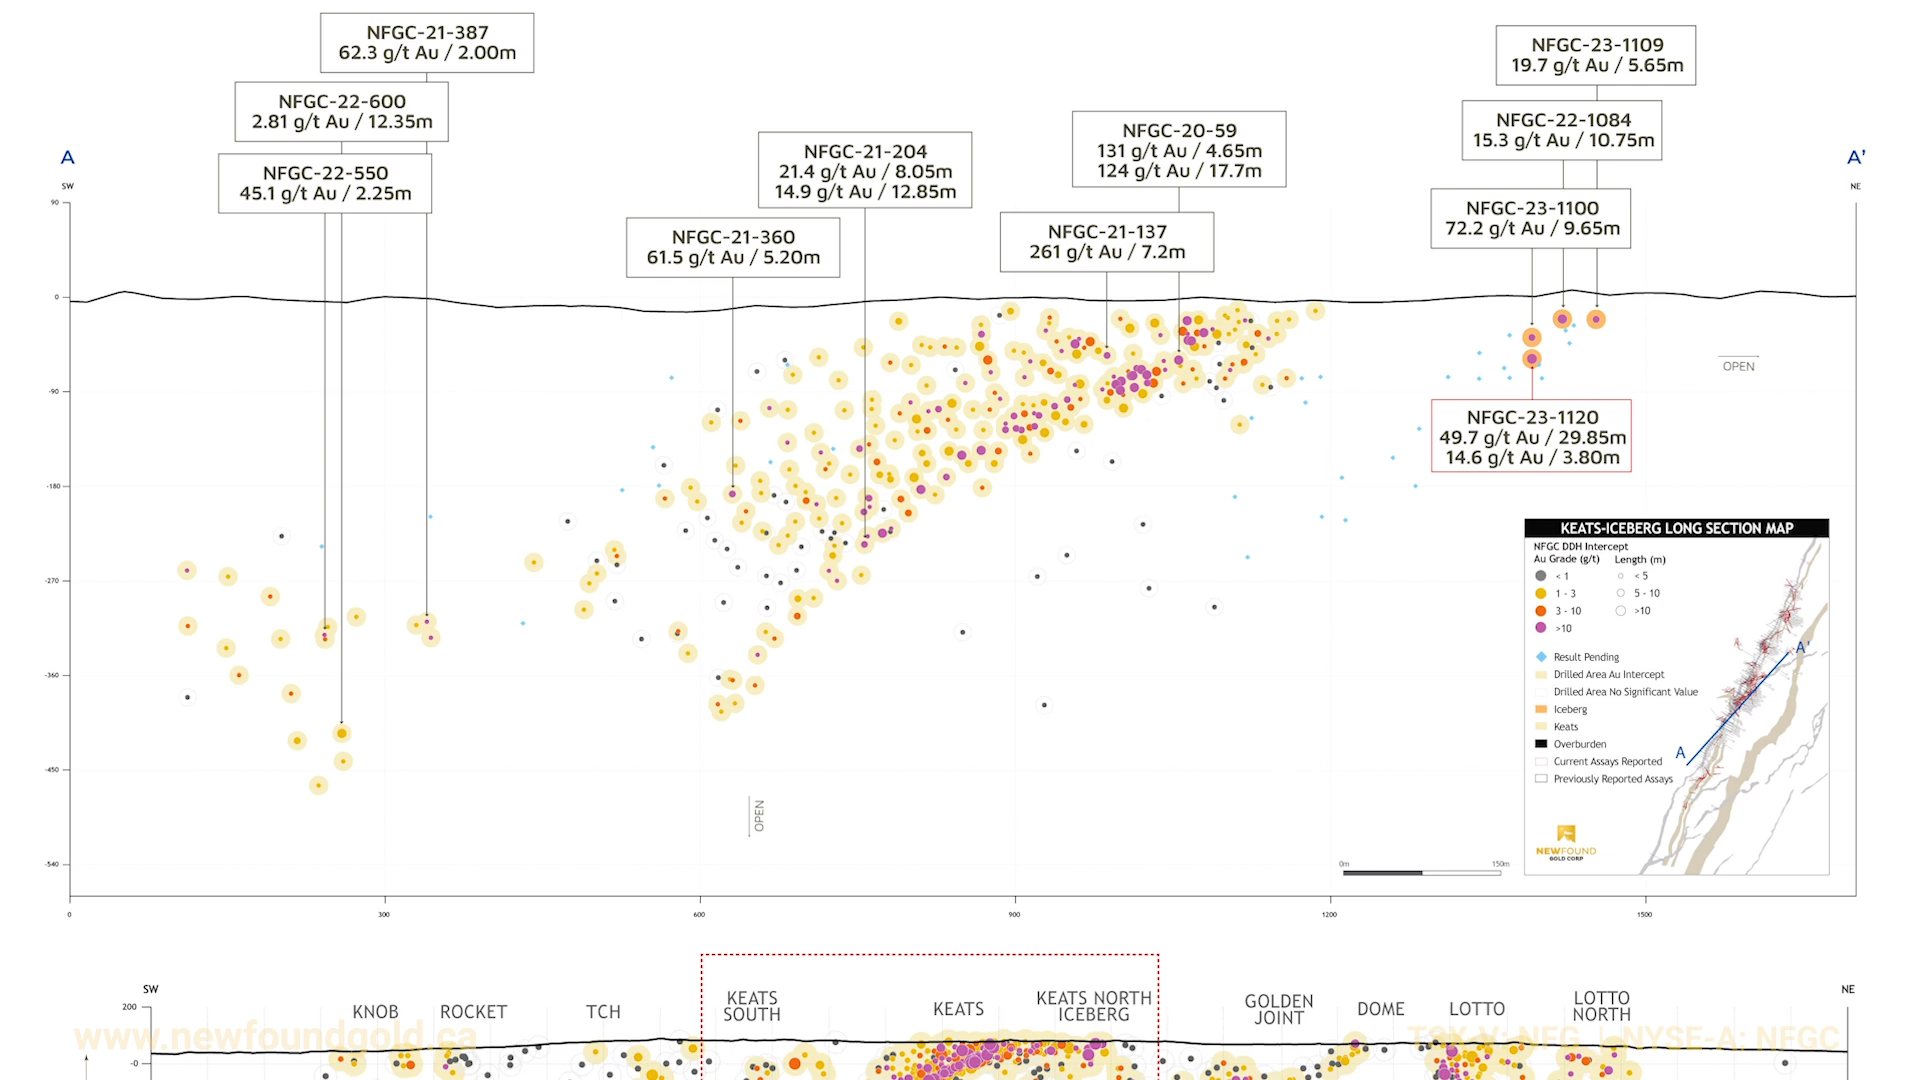 NFGC-21-387
62.3 g/t Au / 2.00m
NFGC-22-600
2.81 g/t Au / 12.35m
NFGC-22-550
45.1 g/t Au / 2.25m
NFGC-21-360
61.5 g/t Au / 5.20m
NFGC-21-204
21.4 g/t Au / 8.05m
14.9 g/t Au / 12.85m
NFGC-20-59
131 g/t Au / 4.65m
124 g/t Au / 17.7m
NFGC-21-137
261 g/t Au / 7.2m
NFGC-23-1109
19.7 g/t Au / 5.65m
NFGC-22-1084
15.3 g/t Au / 10.75m
NFGC-23-1100
72.2 g/t Au / 9.65m
NFGC-23-1120
49.7 g/t Au / 29.85m
14.6 g/t Au / 3.80m
A
SW
A'
NE
90
0
-90
-180
-270
-360
-450
-540
0
300
600
900
1200
1500
OPEN
OPEN
0m
150m
KEATS-ICEBERG LONG SECTION MAP
NFGC DDH Intercept
Au Grade (g/t) Length (m)
< 1 < 5
1 - 3 5 - 10
3 - 10 >10
>10
Result Pending
Drilled Area Au Intercept
Drilled Area No Significant Value
Iceberg
Keats
Overburden
Current Assays Reported
Previously Reported Assays
A'
A
NEWFOUND
GOLD CORP
SW
NE
200
-0
KNOB
ROCKET
TCH
KEATS
SOUTH
KEATS
KEATS NORTH
ICEBERG
GOLDEN
JOINT
DOME
LOTTO
LOTTO
NORTH
www.newfoundgold.ca
TSX-V: NFG | NYSE-A: NFGC